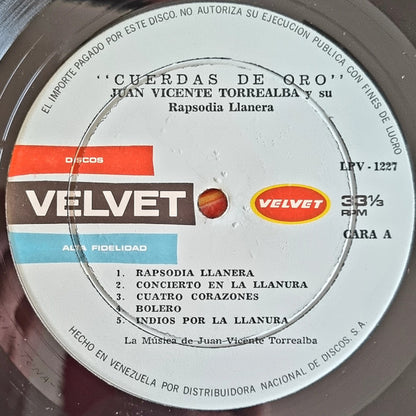 EL IMPORTE PAGADO POR ESTE DISCO NO AUTORIZA SU EJECUCION PUBLICA CON FINES DE LUCRO
"CUERDAS DE ORO"
JUAN VICENTE TORREALBA y su
Rapsodia Llanera
DISCOS
LPV - 1227
VELVET
VELVET
33⅓
RPM
ALTA FIDELIDAD
CARA A
1. RAPSODIA LLANERA
2. CONCIERTO EN LA LLANURA
3. CUATRO CORAZONES
4. BOLERO
5. INDIOS POR LA LLANURA
La Música de Juan Vicente Torrealba
HECHO EN VENEZUELA POR DISTRIBUIDORA NACIONAL DE DISCOS, S.A.